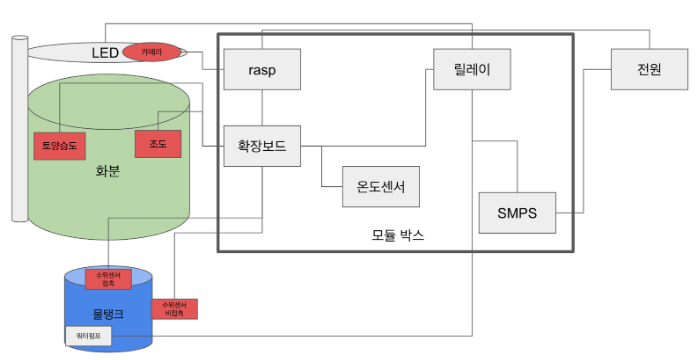 LED
카메라
rasp
릴레이
전원
토양습도
조도
확장보드
화분
온도센서
SMPS
모듈 박스
수위센서
접촉
수위센서
비접촉
물탱크
워터펌프